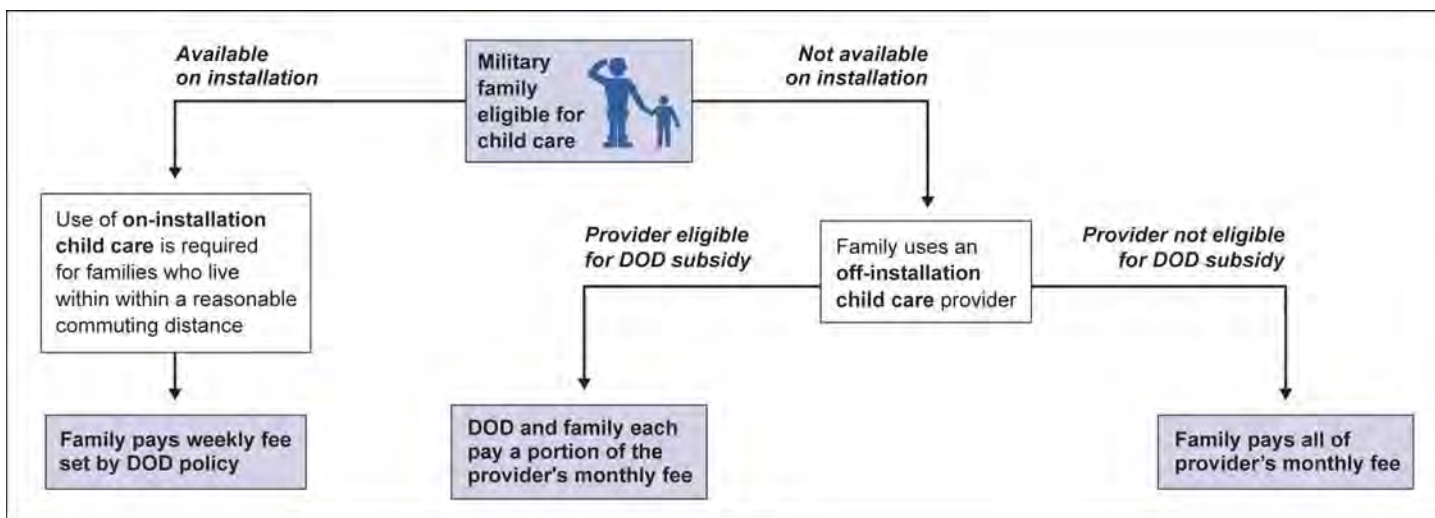 Available
on installation
Military
family
eligible for
child care
Not available
on installation
Use of on-installation
child care is required
for families who live
within within a reasonable
commuting distance
Provider eligible
for DOD subsidy
Family uses an
off-installation
child care provider
Provider not eligible
for DOD subsidy
Family pays weekly fee
set by DOD policy
DOD and family each
pay a portion of the
provider's monthly fee
Family pays all of
provider’s monthly fee